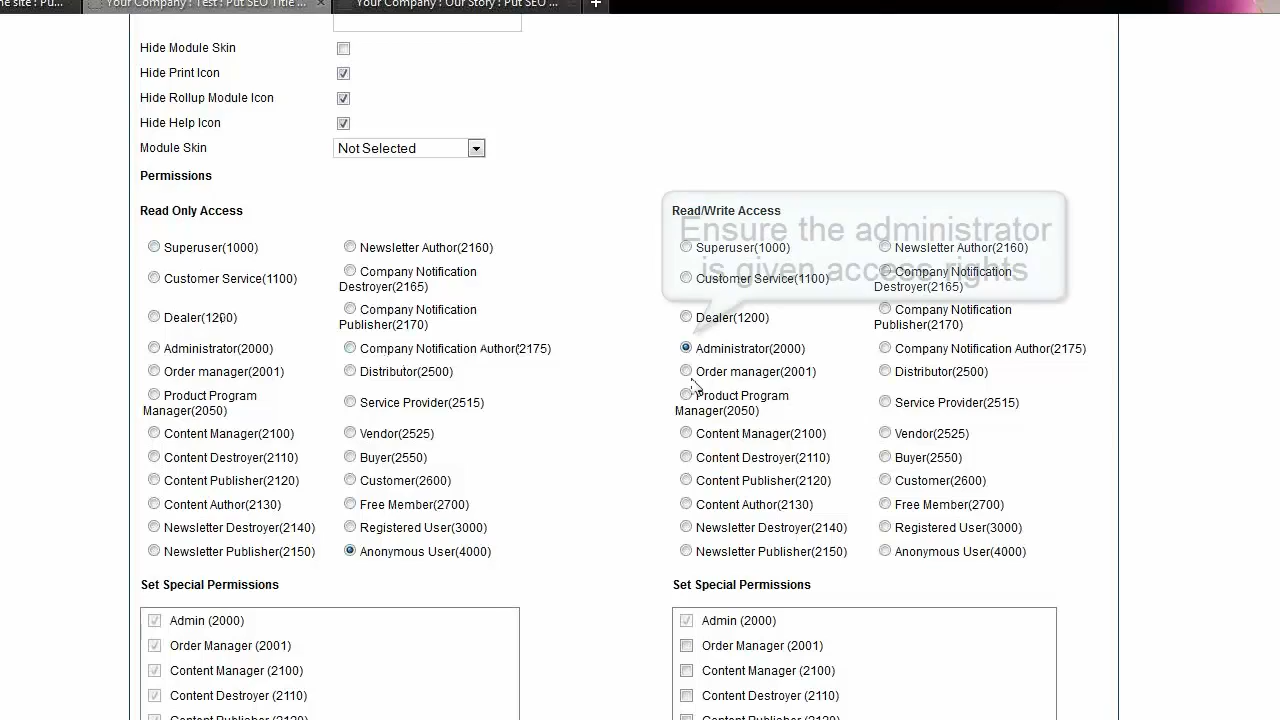 ne site : Pu...
Your Company : Test : Put SEO Title ...
Your Company : Our Story : Put SEO ...
Hide Module Skin
Hide Print Icon
Hide Rollup Module Icon
Hide Help Icon
Module Skin
Not Selected
Permissions
Read Only Access
Superuser(1000)
Newsletter Author(2160)
Customer Service(1100)
Company Notification
Destroyer(2165)
Dealer(1200)
Company Notification
Publisher(2170)
Administrator(2000)
Company Notification Author(2175)
Order manager(2001)
Distributor(2500)
Product Program
Manager(2050)
Service Provider(2515)
Content Manager(2100)
Vendor(2525)
Content Destroyer(2110)
Buyer(2550)
Content Publisher(2120)
Customer(2600)
Content Author(2130)
Free Member(2700)
Newsletter Destroyer(2140)
Registered User(3000)
Newsletter Publisher(2150)
Anonymous User(4000)
Read/Write Access
Ensure the administrator
is given access rights
Superuser(1000)
Newsletter Author(2160)
Customer Service(1100)
Company Notification
Destroyer(2165)
Dealer(1200)
Company Notification
Publisher(2170)
Administrator(2000)
Company Notification Author(2175)
Order manager(2001)
Distributor(2500)
Product Program
Manager(2050)
Service Provider(2515)
Content Manager(2100)
Vendor(2525)
Content Destroyer(2110)
Buyer(2550)
Content Publisher(2120)
Customer(2600)
Content Author(2130)
Free Member(2700)
Newsletter Destroyer(2140)
Registered User(3000)
Newsletter Publisher(2150)
Anonymous User(4000)
Set Special Permissions
Admin (2000)
Order Manager (2001)
Content Manager (2100)
Content Destroyer (2110)
Content Publisher (2120)
Set Special Permissions
Admin (2000)
Order Manager (2001)
Content Manager (2100)
Content Destroyer (2110)
Content Publisher (2120)